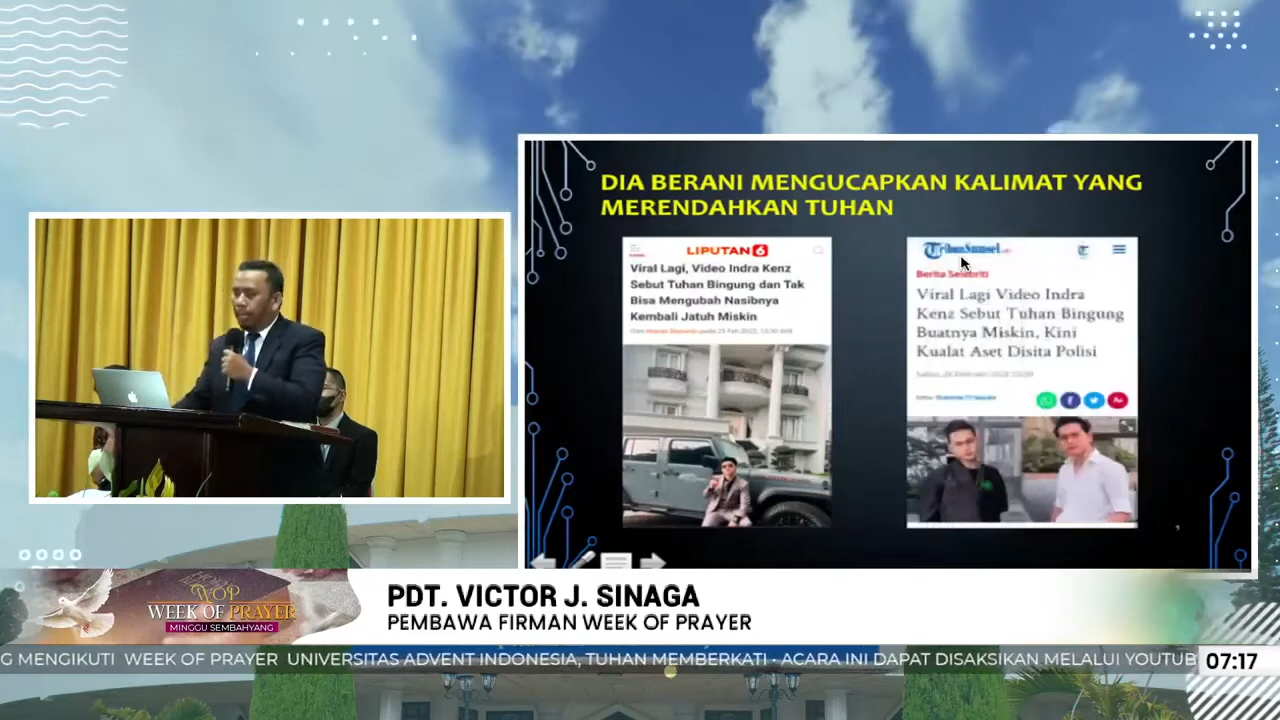 DIA BERANI MENGUCAPKAN KALIMAT YANG
MERENDAHKAN TUHAN
LIPUTAN 6
Viral Lagi, Video Indra Kenz
Sebut Tuhan Bingung dan Tak
Bisa Mengubah Nasibnya
Kembali Jatuh Miskin
TribunSumsel
Berita Selebriti
Viral Lagi Video Indra
Kenz Sebut Tuhan Bingung
Buatnya Miskin, Kini
Kualat Aset Disita Polisi
WOP
WEEK OF PRAYER
MINGGU SEMBAHYANG
PDT. VICTOR J. SINAGA
PEMBAWA FIRMAN WEEK OF PRAYER
G MENGIKUTI WEEK OF PRAYER UNIVERSITAS ADVENT INDONESIA, TUHAN MEMBERKATI • ACARA INI DAPAT DISAKSIKAN MELALUI YOUTUB
07:17